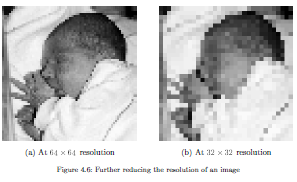 (a) At 64 × 64 resolution
(b) At 32 × 32 resolution
Figure 4.6: Further reducing the resolution of an image